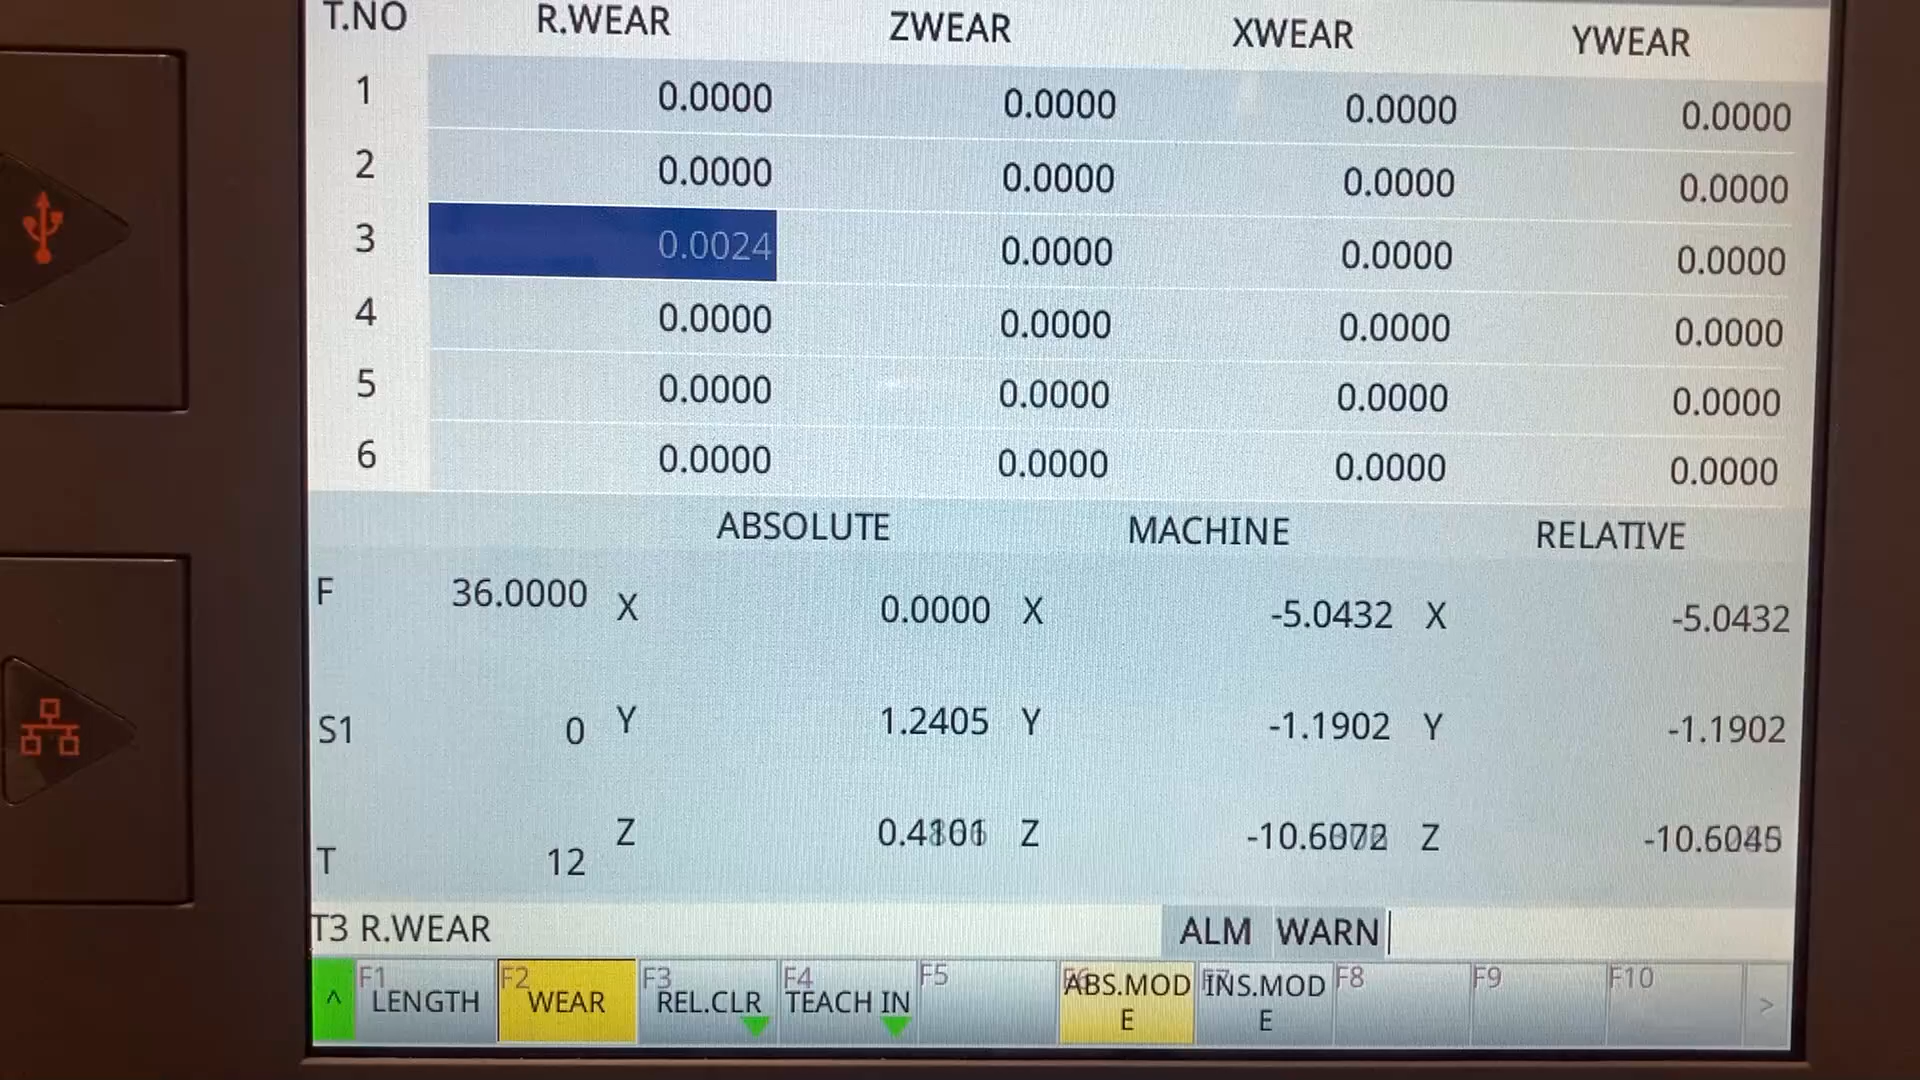 T.NO R.WEAR ZWEAR XWEAR YWEAR
1 0.0000 0.0000 0.0000 0.0000
2 0.0000 0.0000 0.0000 0.0000
3 0.0024 0.0000 0.0000 0.0000
4 0.0000 0.0000 0.0000 0.0000
5 0.0000 0.0000 0.0000 0.0000
6 0.0000 0.0000 0.0000 0.0000
ABSOLUTE MACHINE RELATIVE
F 36.0000 X 0.0000 X -5.0432 X -5.0432
S1 0 Y 1.2405 Y -1.1902 Y -1.1902
T 12 Z Z Z
T3 R.WEAR ALM WARN
^ F1 LENGTH F2 WEAR F3 REL.CLR F4 TEACH IN F5 F6 ABS.MOD INS.MOD F8 F9 F10 >
E E